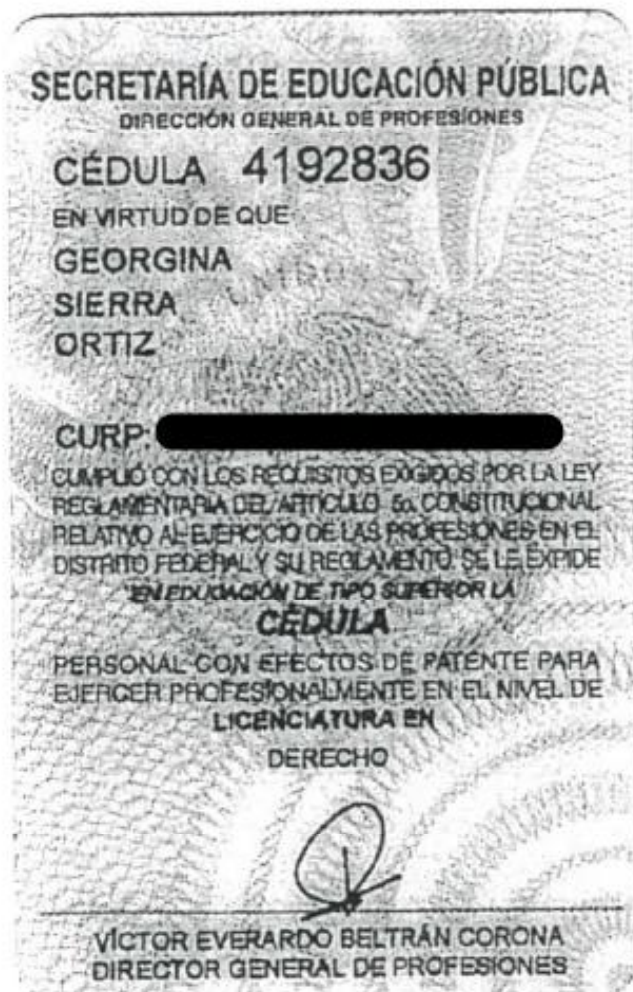 SECRETARÍA DE EDUCACIÓN PÚBLICA
DIRECCIÓN GENERAL DE PROFESIONES
CÉDULA 4192836
EN VIRTUD DE QUE
GEORGINA
SIERRA
ORTIZ
CURP:
CUMPLIÓ CON LOS REQUISITOS EXIGIDOS POR LA LEY
REGLAMENTARIA DEL ARTÍCULO 5o. CONSTITUCIONAL
RELATIVO AL EJERCICIO DE LAS PROFESIONES EN EL
DISTRITO FEDERAL Y SU REGLAMENTO SE LE EXPIDE
EN EDUCACIÓN DE TIPO SUPERIOR LA
CÉDULA
PERSONAL CON EFECTOS DE PATENTE PARA
EJERCER PROFESIONALMENTE EN EL NIVEL DE
LICENCIATURA EN
DERECHO
VÍCTOR EVERARDO BELTRÁN CORONA
DIRECTOR GENERAL DE PROFESIONES